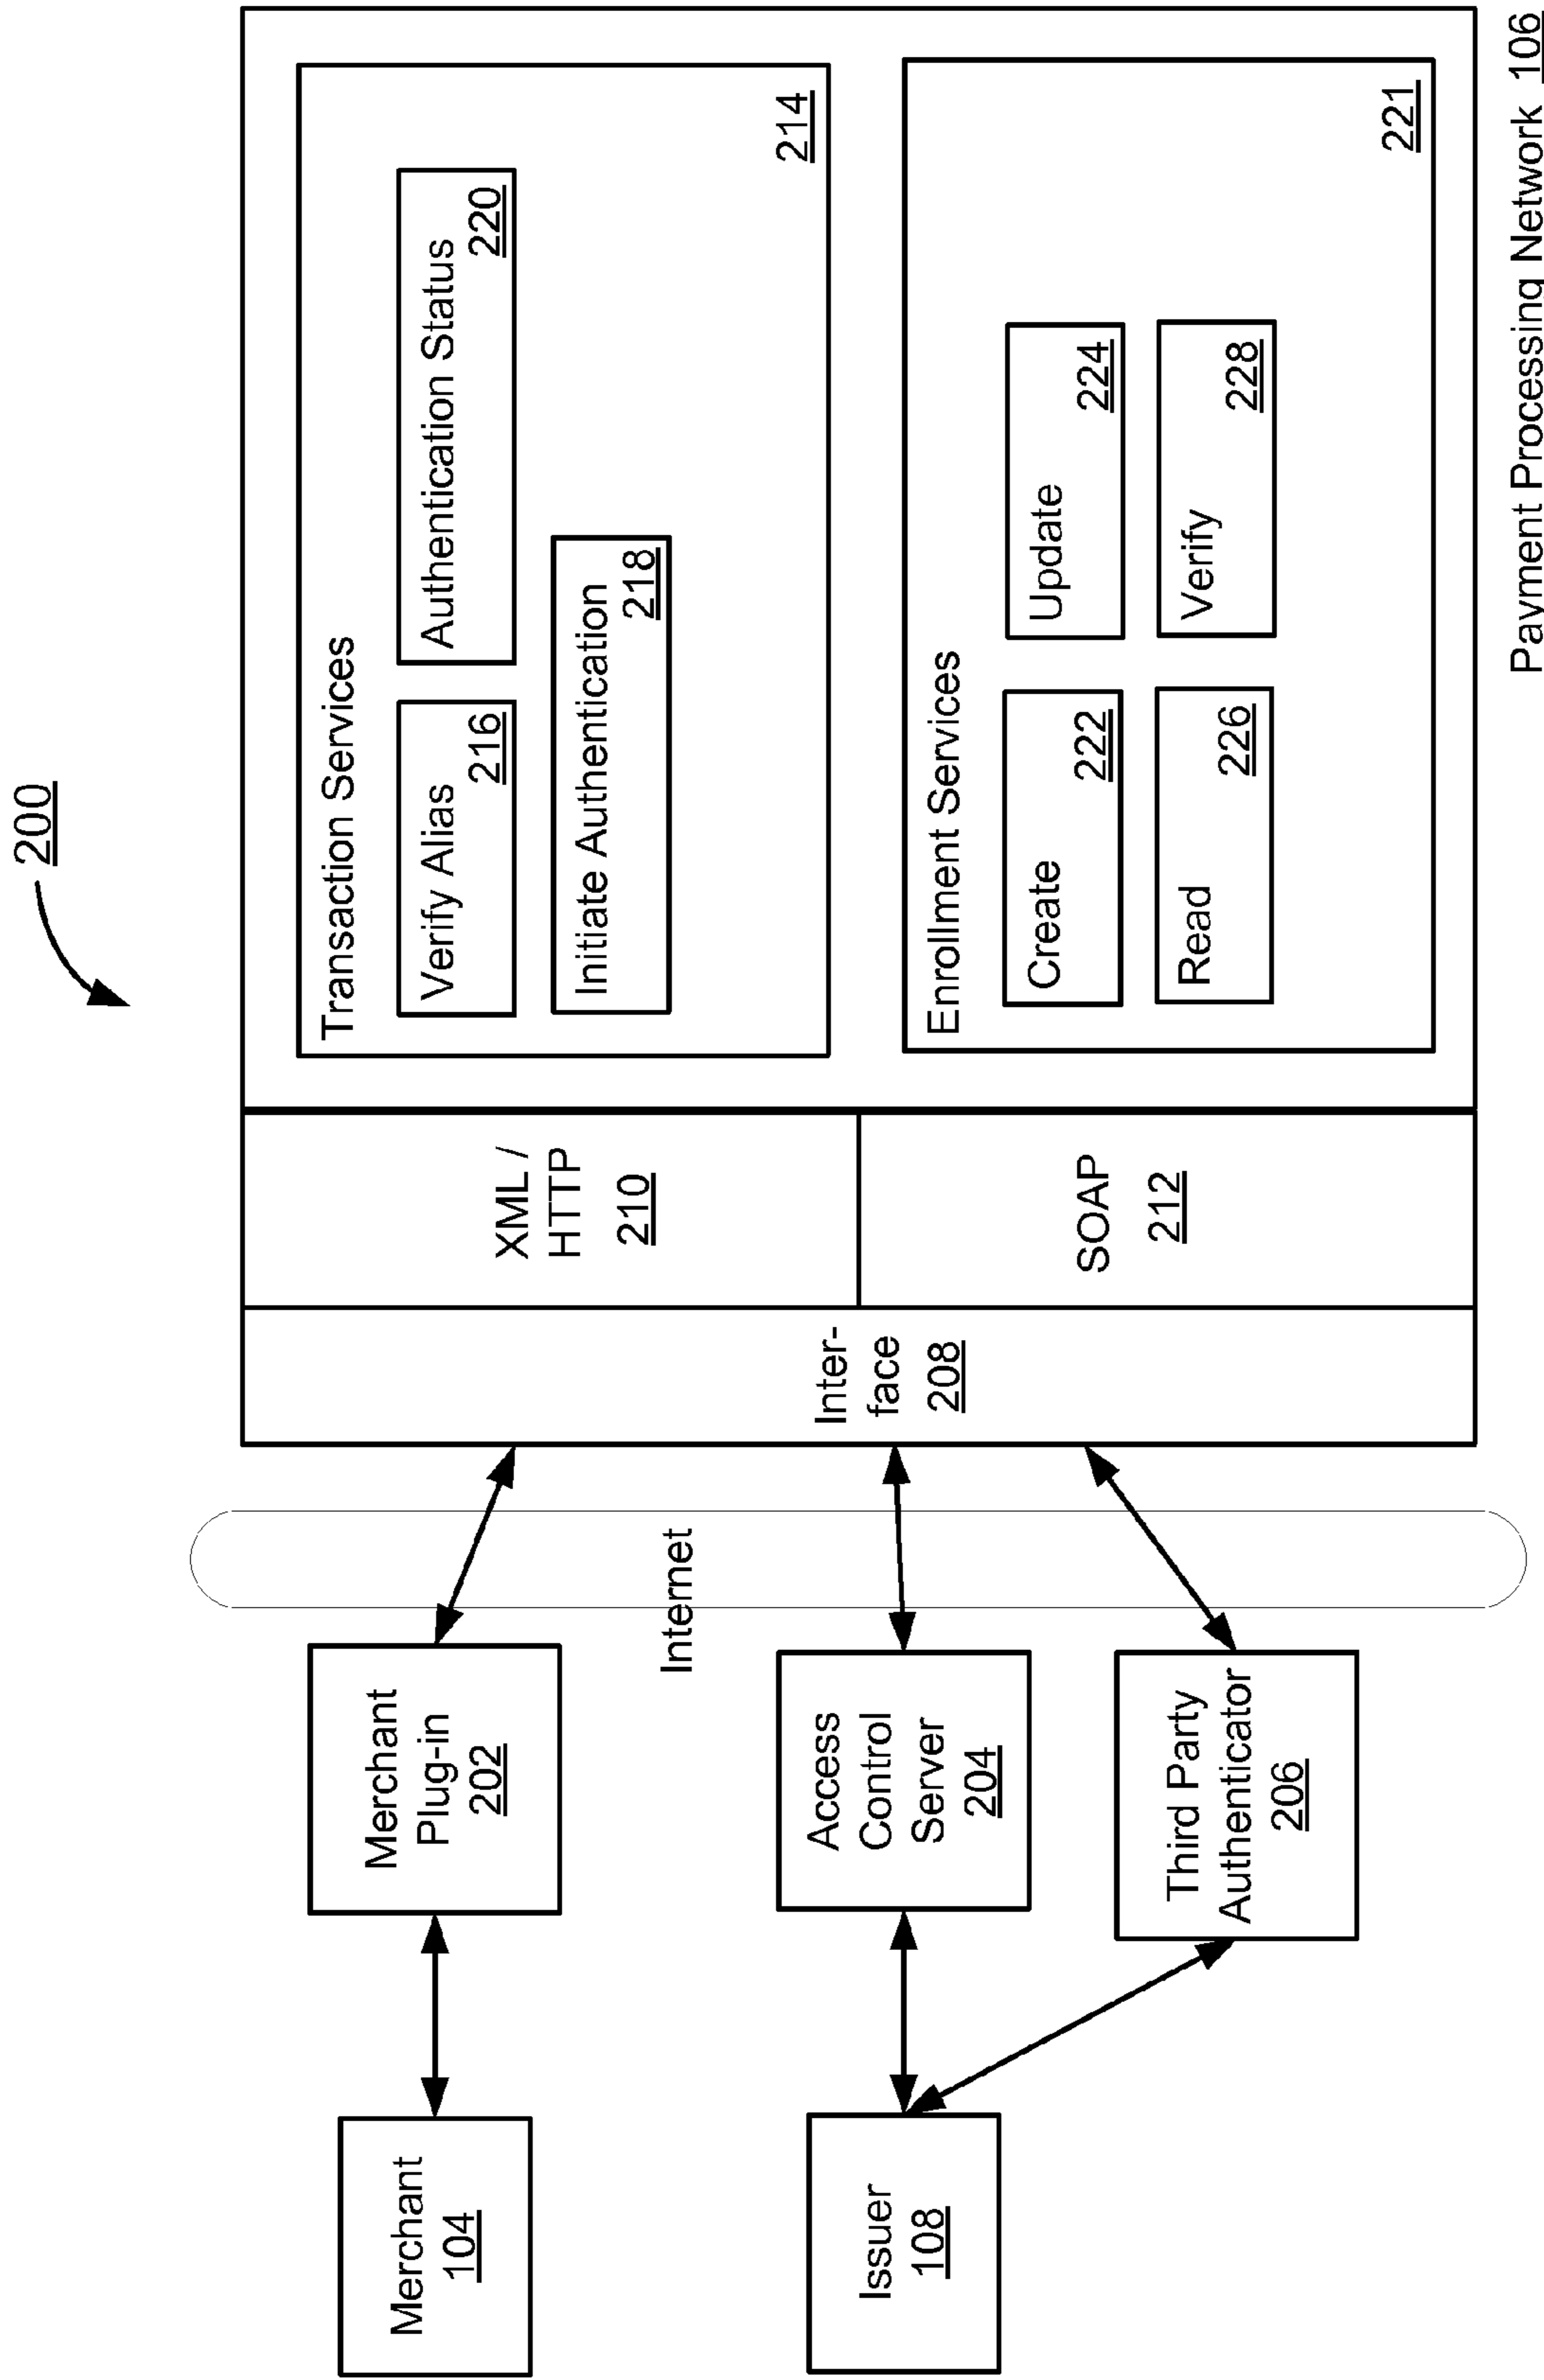 200
Merchant
104
Merchant
Plug-in
202
Issuer
108
Access
Control
Server
204
Third Party
Authenticator
206
Internet
Inter-
face
208
XML /
HTTP
210
SOAP
212
Transaction Services
Verify Alias
216
Authentication Status
220
Initiate Authentication
218
214
Enrollment Services
Create
222
Update
224
Read
226
Verify
228
221
Payment Processing Network 106